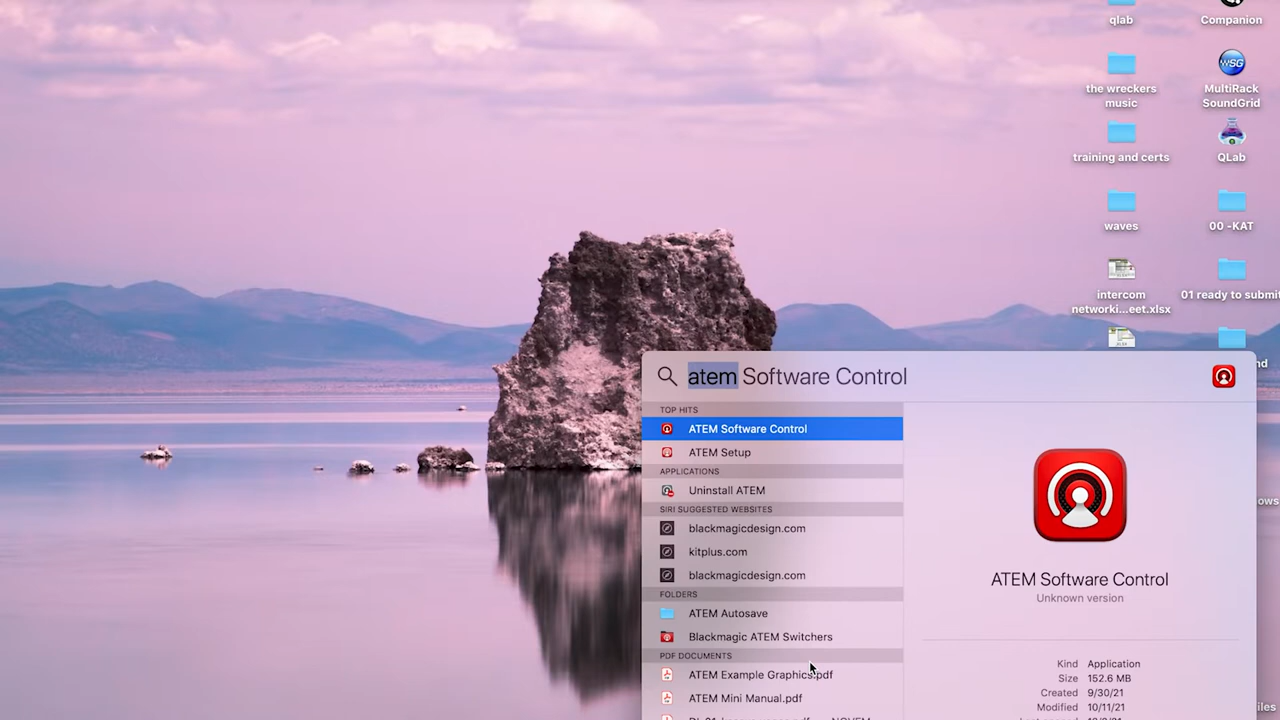 qlab
Companion
the wreckers
music
MultiRack
SoundGrid
WSG
training and certs
QLab
waves
00 -KAT
intercom
networki...eet.xlsx
01 ready to submit
nd
atem Software Control
TOP HITS
ATEM Software Control
ATEM Setup
APPLICATIONS
Uninstall ATEM
SIRI SUGGESTED WEBSITES
blackmagicdesign.com
kitplus.com
blackmagicdesign.com
FOLDERS
ATEM Autosave
Blackmagic ATEM Switchers
PDF DOCUMENTS
ATEM Example Graphics.pdf
ATEM Mini Manual.pdf
ATEM Software Control
Unknown version
Kind Application
Size 152.6 MB
Created 9/30/21
Modified 10/11/21
ows
iles